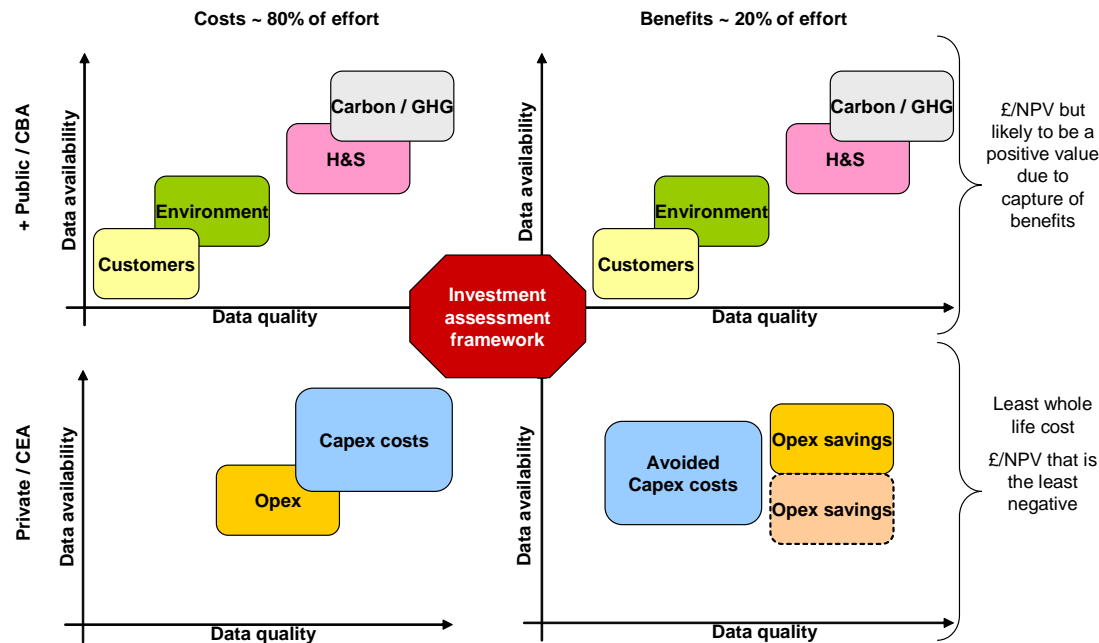 Costs ~ 80% of effort
Benefits ~ 20% of effort
+ Public / CBA
Data availability
Carbon / GHG
H&S
Environment
Customers
Data quality
Data availability
Carbon / GHG
H&S
Environment
Customers
Data quality
£/NPV but
likely to be a
positive value
due to
capture of
benefits
Investment
assessment
framework
Private / CEA
Data availability
Capex costs
Opex
Data quality
Data availability
Avoided
Capex costs
Opex savings
Opex savings
Data quality
Least whole
life cost
£/NPV that is
the least
negative